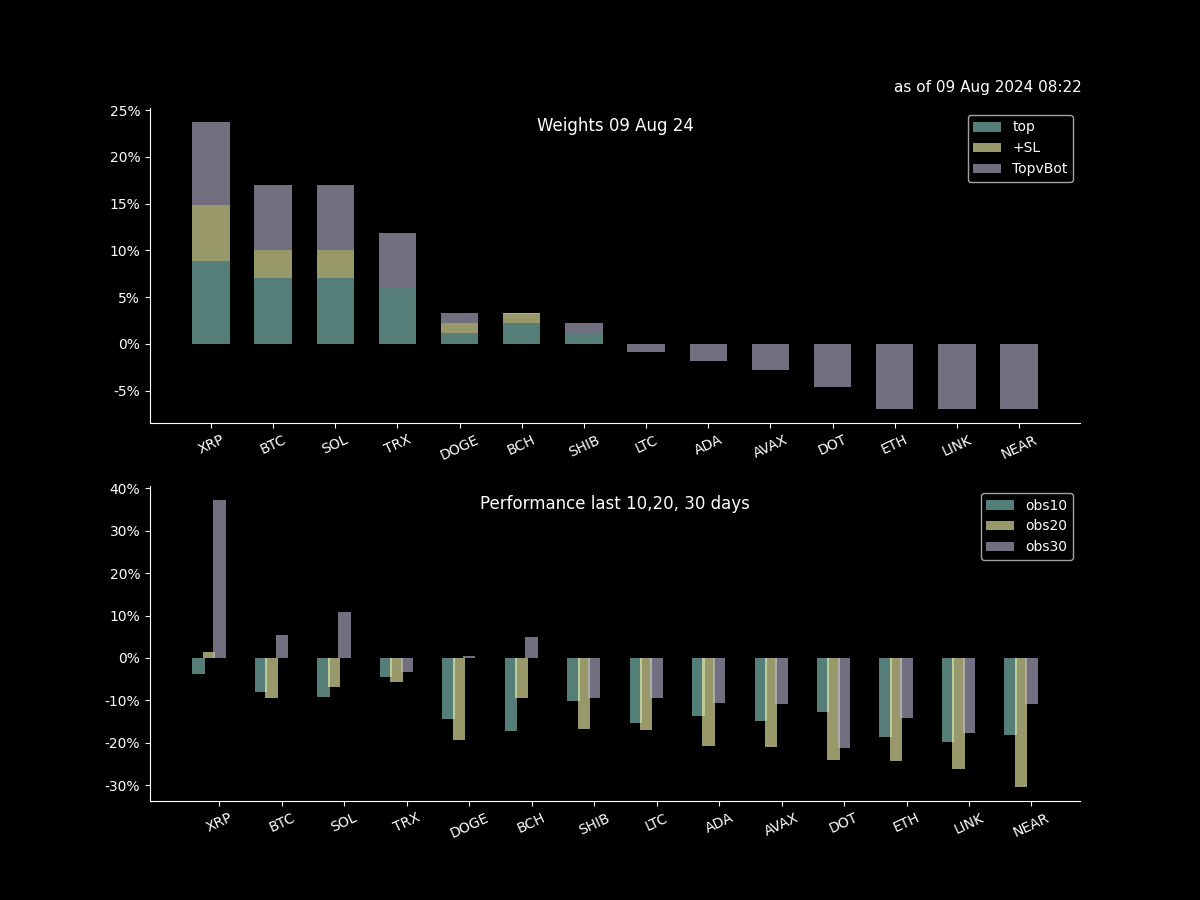 as of 09 Aug 2024 08:22
Weights 09 Aug 24
top
+SL
TopvBot
25%
20%
15%
10%
5%
0%
-5%
XRP BTC SOL TRX DOGE BCH SHIB LTC ADA AVAX DOT ETH LINK NEAR
Performance last 10,20, 30 days
obs10
obs20
obs30
40%
30%
20%
10%
0%
-10%
-20%
-30%
XRP BTC SOL TRX DOGE BCH SHIB LTC ADA AVAX DOT ETH LINK NEAR